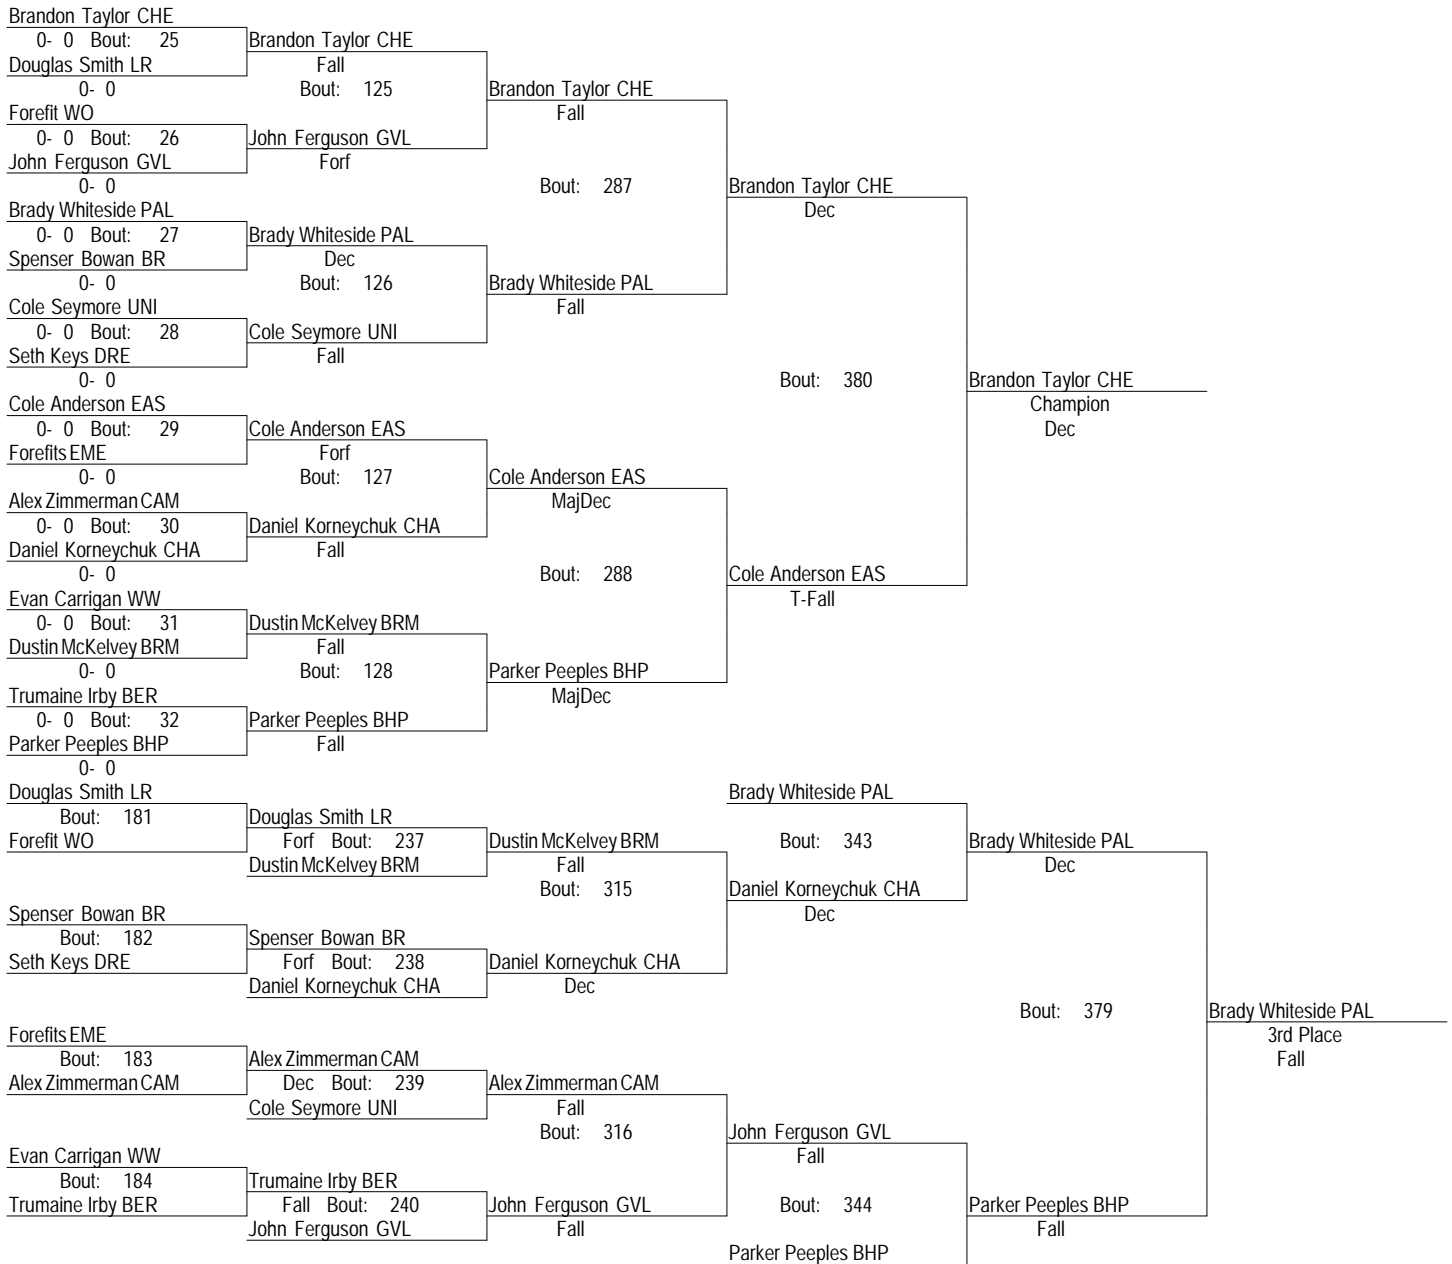 Brandon Taylor CHE
0- 0 Bout: 25 Brandon Taylor CHE
Douglas Smith LR Fall
0- 0 Bout: 125 Brandon Taylor CHE
Forefit WO Fall
0- 0 Bout: 26 John Ferguson GVL
John Ferguson GVL Forf
0- 0 Bout: 287 Brandon Taylor CHE
Brady Whiteside PAL Dec
0- 0 Bout: 27 Brady Whiteside PAL
Spenser Bowan BR Dec
0- 0 Bout: 126 Brady Whiteside PAL
Cole Seymore UNI Fall
0- 0 Bout: 28 Cole Seymore UNI
Seth Keys DRE Fall
0- 0 Bout: 380 Brandon Taylor CHE
Cole Anderson EAS Champion
0- 0 Bout: 29 Cole Anderson EAS Dec
Forefits EME Forf
0- 0 Bout: 127 Cole Anderson EAS
Alex Zimmerman CAM MajDec
0- 0 Bout: 30 Daniel Korneychuk CHA
Daniel Korneychuk CHA Fall
0- 0 Bout: 288 Cole Anderson EAS
Evan Carrigan WW T-Fall
0- 0 Bout: 31 Dustin McKelvey BRM
Dustin McKelvey BRM Fall
0- 0 Bout: 128 Parker Peeples BHP
Trumaine Irby BER MajDec
0- 0 Bout: 32 Parker Peeples BHP
Parker Peeples BHP Fall
0- 0
Douglas Smith LR Brady Whiteside PAL
Bout: 181 Douglas Smith LR
Forefit WO Forf Bout: 237 Dustin McKelvey BRM Bout: 343 Brady Whiteside PAL
Dustin McKelvey BRM Fall Dec
Bout: 315 Daniel Korneychuk CHA
Spenser Bowan BR Dec
Bout: 182 Spenser Bowan BR
Seth Keys DRE Forf Bout: 238 Daniel Korneychuk CHA
Daniel Korneychuk CHA Dec
Bout: 379 Brady Whiteside PAL
Forefits EME 3rd Place
Bout: 183 Alex Zimmerman CAM Fall
Alex Zimmerman CAM Dec Bout: 239 Alex Zimmerman CAM
Cole Seymore UNI Fall
Bout: 316 John Ferguson GVL
Evan Carrigan WW Fall
Bout: 184 Trumaine Irby BER
Trumaine Irby BER Fall Bout: 240 John Ferguson GVL Bout: 344 Parker Peeples BHP
John Ferguson GVL Fall Fall
Parker Peeples BHP